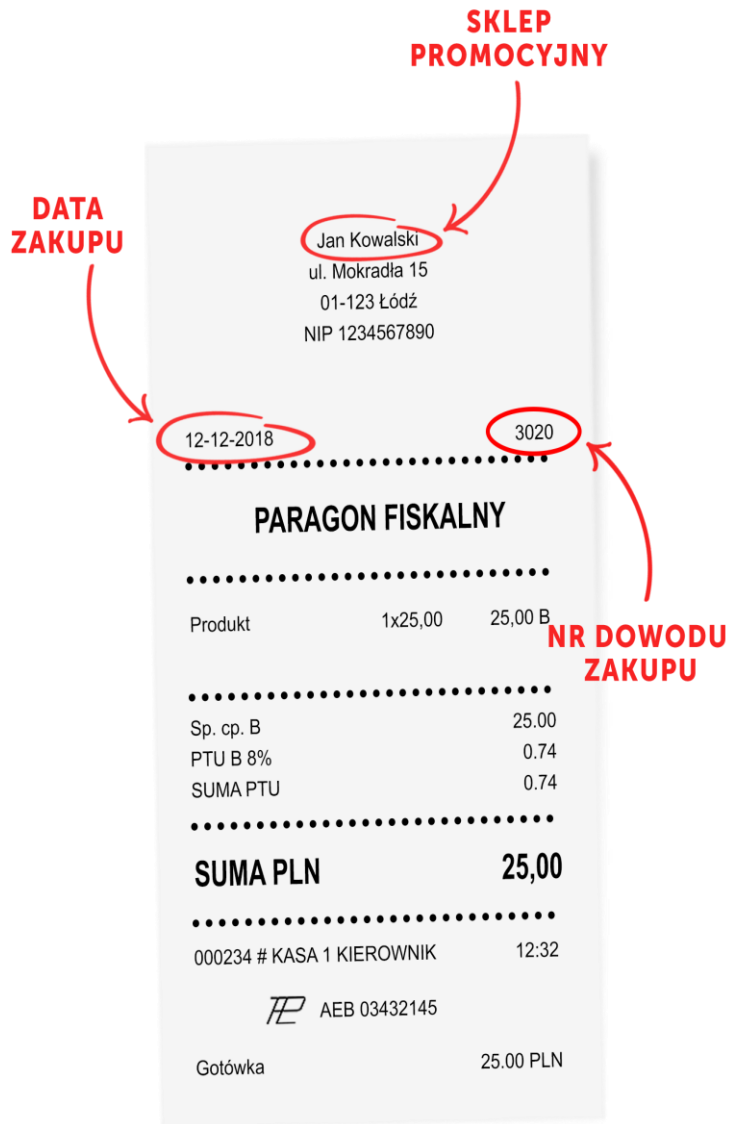 SKLEP
PROMOCYJNY
DATA
ZAKUPU
Jan Kowalski
ul. Mokradła 15
01-123 Łódź
NIP 1234567890
12-12-2018 3020
PARAGON FISKALNY
Produkt 1x25,00 25,00 B
NR DOWODU
ZAKUPU
Sp. cp. B 25.00
PTU B 8% 0.74
SUMA PTU 0.74
SUMA PLN 25,00
000234 # KASA 1 KIEROWNIK 12:32
AEB 03432145
Gotówka 25.00 PLN